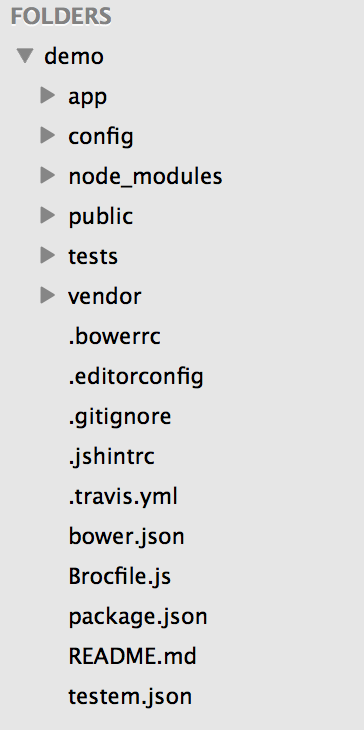 FOLDERS
demo
app
config
node_modules
public
tests
vendor
.bowerrc
.editorconfig
.gitignore
.jshintrc
.travis.yml
bower.json
Brocfile.js
package.json
README.md
testem.json